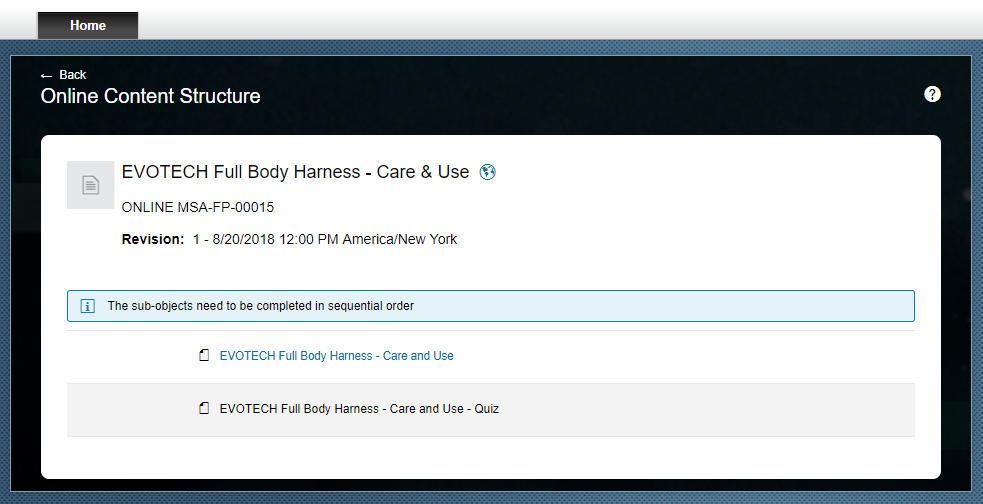 Home
← Back
Online Content Structure
?
EVOTECH Full Body Harness - Care & Use
ONLINE MSA-FP-00015
Revision: 1 - 8/20/2018 12:00 PM America/New York
i The sub-objects need to be completed in sequential order
EVOTECH Full Body Harness - Care and Use
EVOTECH Full Body Harness - Care and Use - Quiz